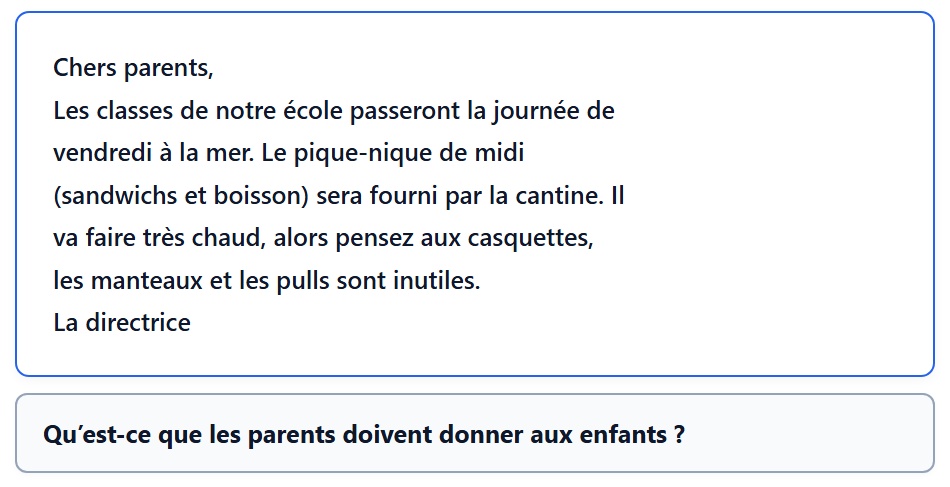 Chers parents,
Les classes de notre école passeront la journée de
vendredi à la mer. Le pique-nique de midi
(sandwichs et boisson) sera fourni par la cantine. Il
va faire très chaud, alors pensez aux casquettes,
les manteaux et les pulls sont inutiles.
La directrice
Qu’est-ce que les parents doivent donner aux enfants ?